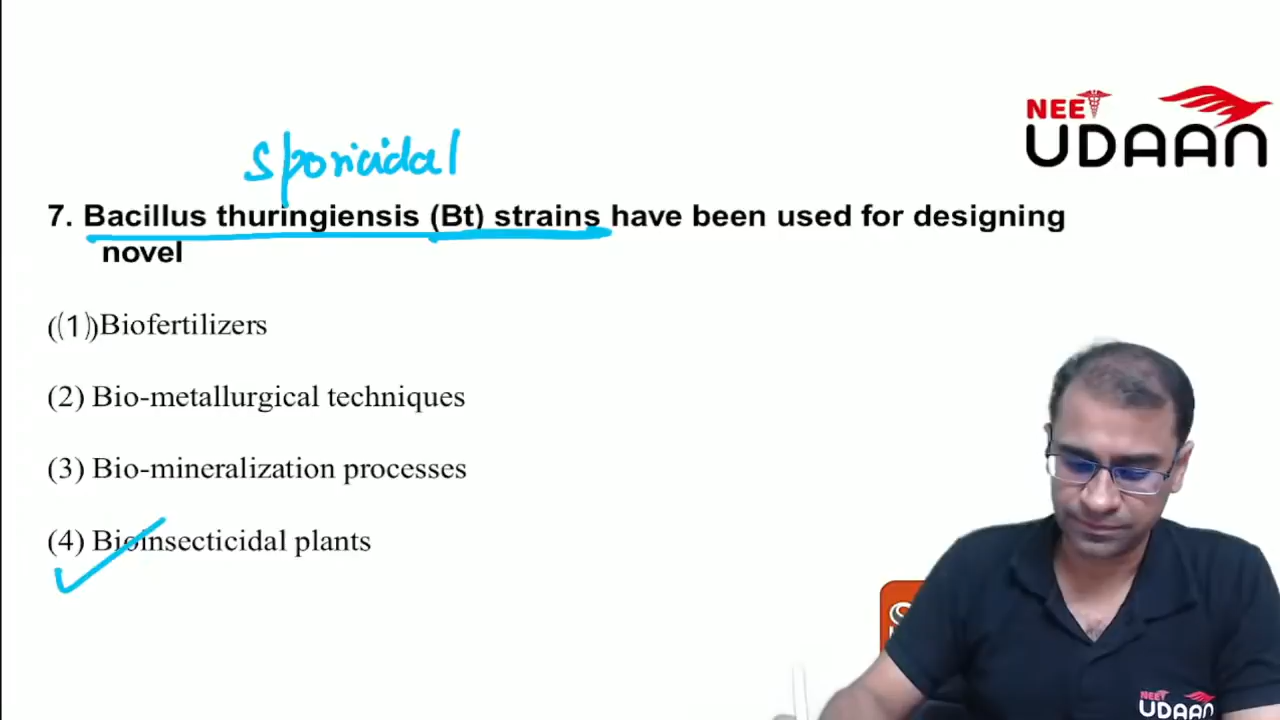 NEET
UDAAN
sporicidal
7. Bacillus thuringiensis (Bt) strains have been used for designing
novel
((1))Biofertilizers
(2) Bio-metallurgical techniques
(3) Bio-mineralization processes
(4) Bioinsecticidal plants
NEET
UDAAN